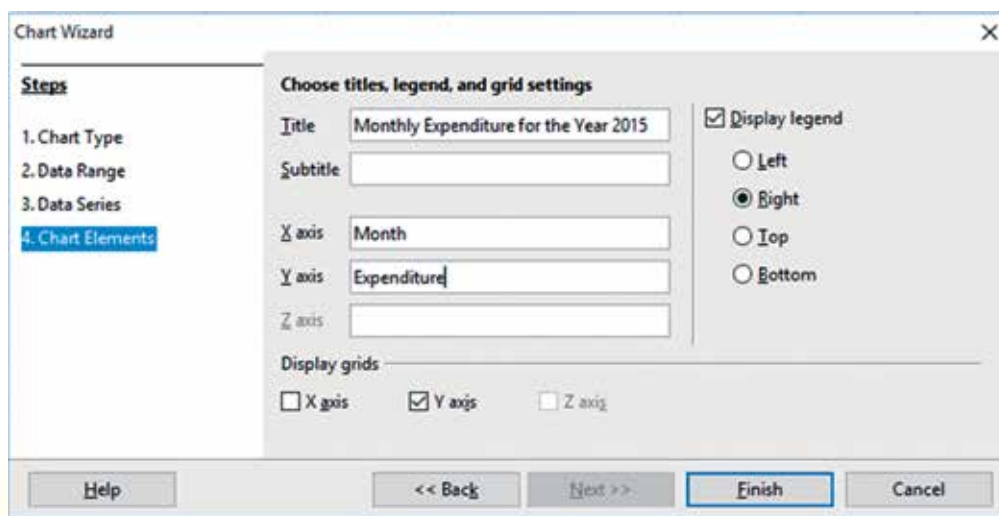 Chart Wizard
Steps
1. Chart Type
2. Data Range
3. Data Series
4. Chart Elements
Choose titles, legend, and grid settings
Title Monthly Expenditure for the Year 2015
Subtitle
X axis Month
Y axis Expenditure
Z axis
Display legend
Left
Right
Top
Bottom
Display grids
X axis Y axis Z axis
Help << Back Next >> Finish Cancel